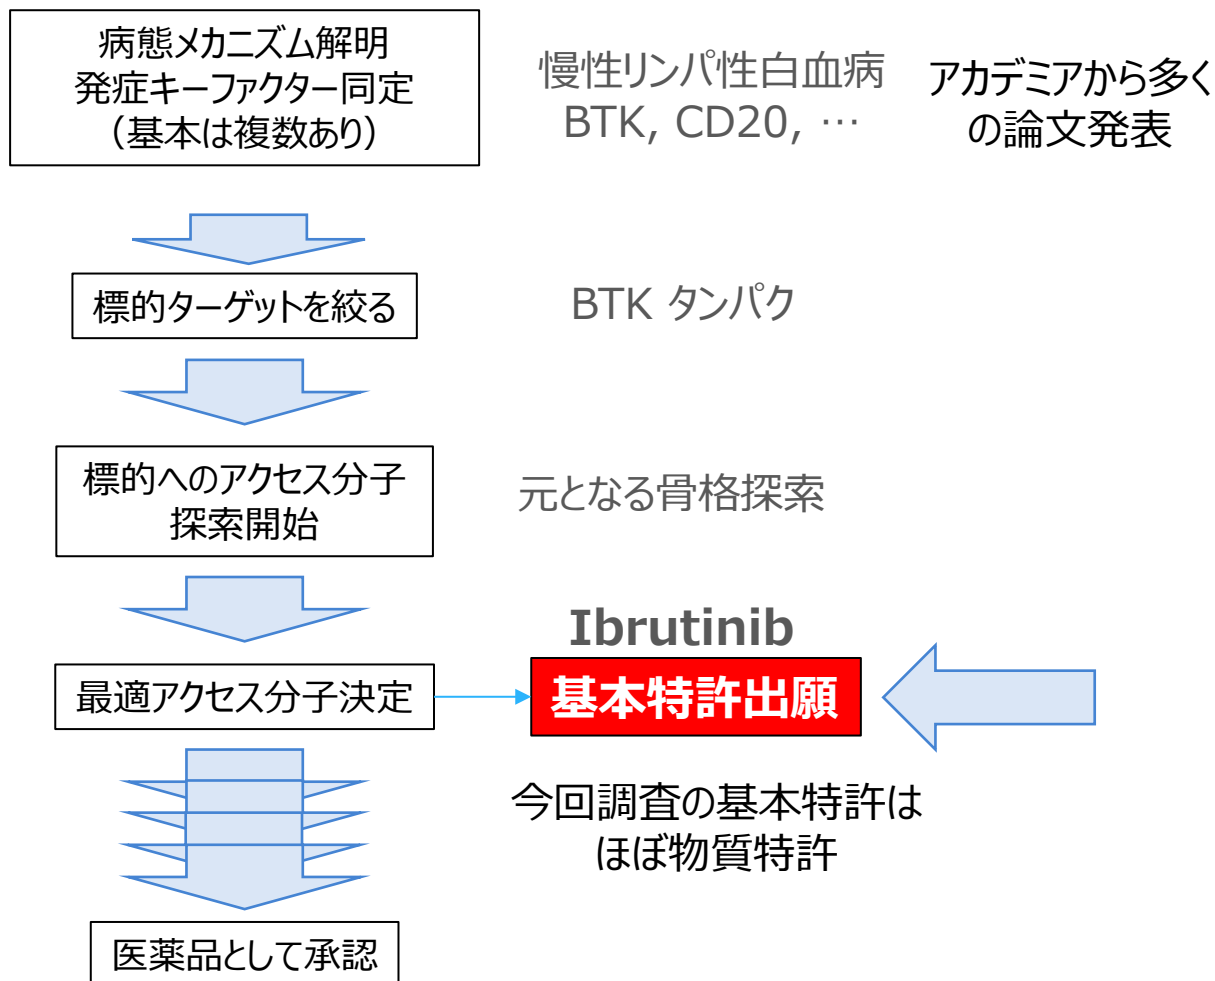 病態メカニズム解明
発症キーファクター同定
（基本は複数あり）
慢性リンパ性白血病
BTK, CD20, …
アカデミアから多く
の論文発表
標的ターゲットを絞る
BTK タンパク
標的へのアクセス分子
探索開始
元となる骨格探索
Ibrutinib
最適アクセス分子決定
基本特許出願
今回調査の基本特許は
ほぼ物質特許
医薬品として承認